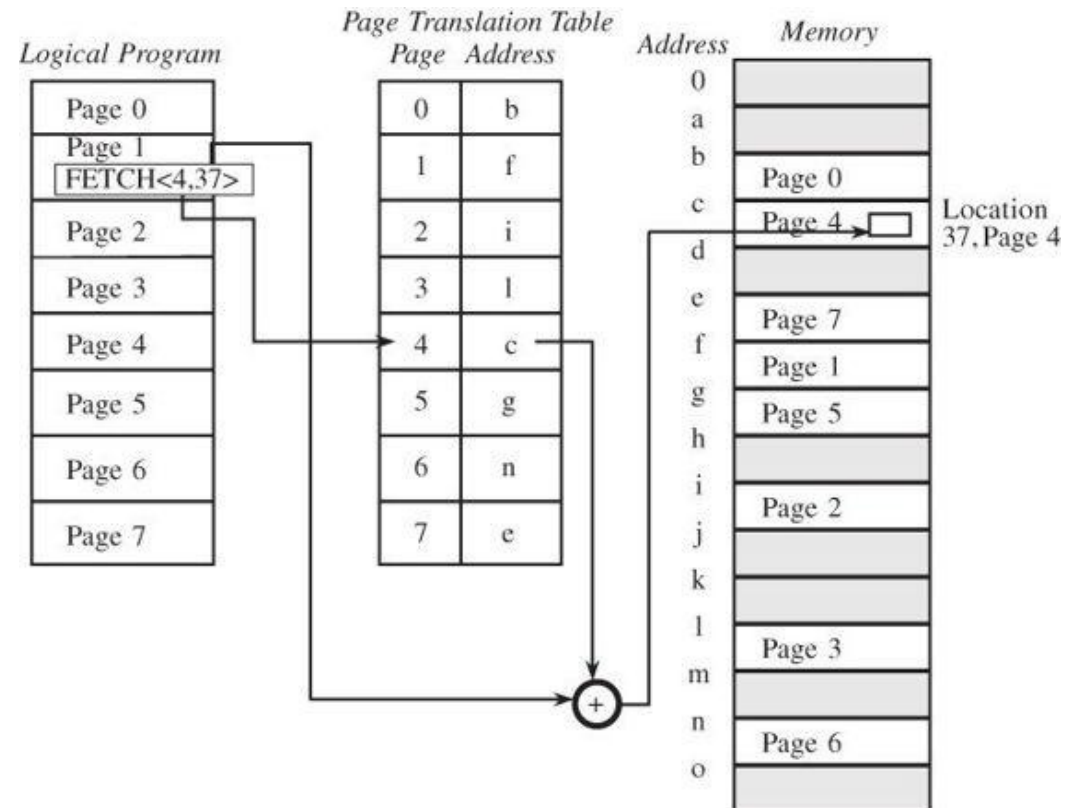 Logical Program
Page 0
Page 1
FETCH<4,37>
Page 2
Page 3
Page 4
Page 5
Page 6
Page 7
Page Translation Table
Page Address
0 b
1 f
2 i
3 l
4 c
5 g
6 n
7 e
+
Address
0
a
b
c
d
e
f
g
h
i
j
k
l
m
n
o
Memory
Page 0
Page 4
Page 7
Page 1
Page 5
Page 2
Page 3
Page 6
Location
37, Page 4